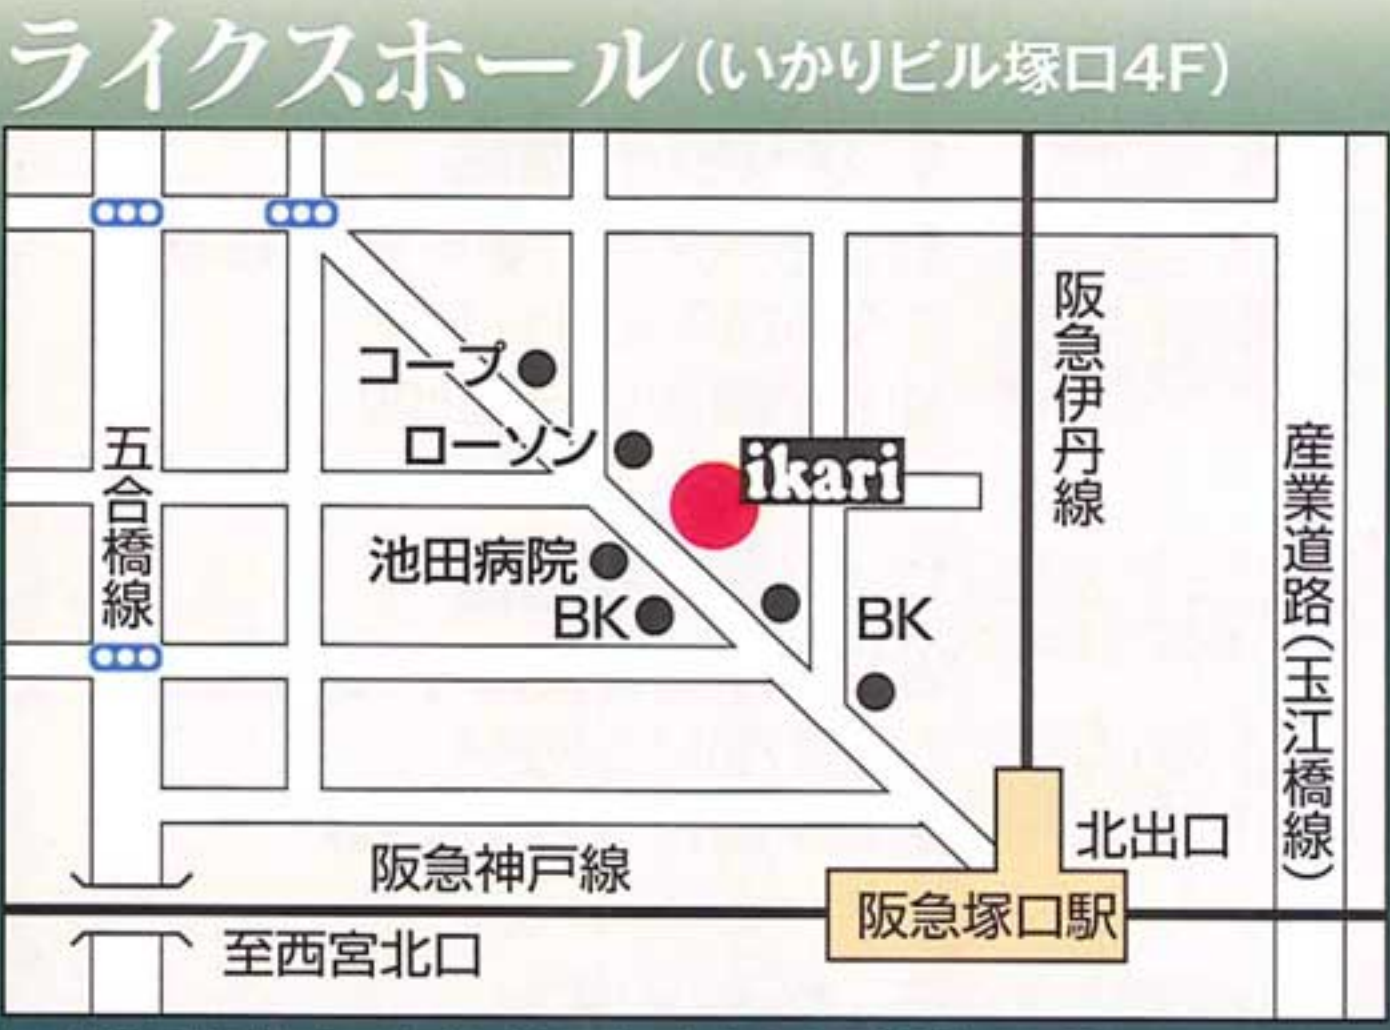 ライクスホール(いかりビル塚口4F)
阪急伊丹線
コープ
ローソン
ikari
五合橋線
産業道路(玉江橋線)
池田病院
BK
BK
北出口
阪急神戸線
阪急塚口駅
至西宮北口